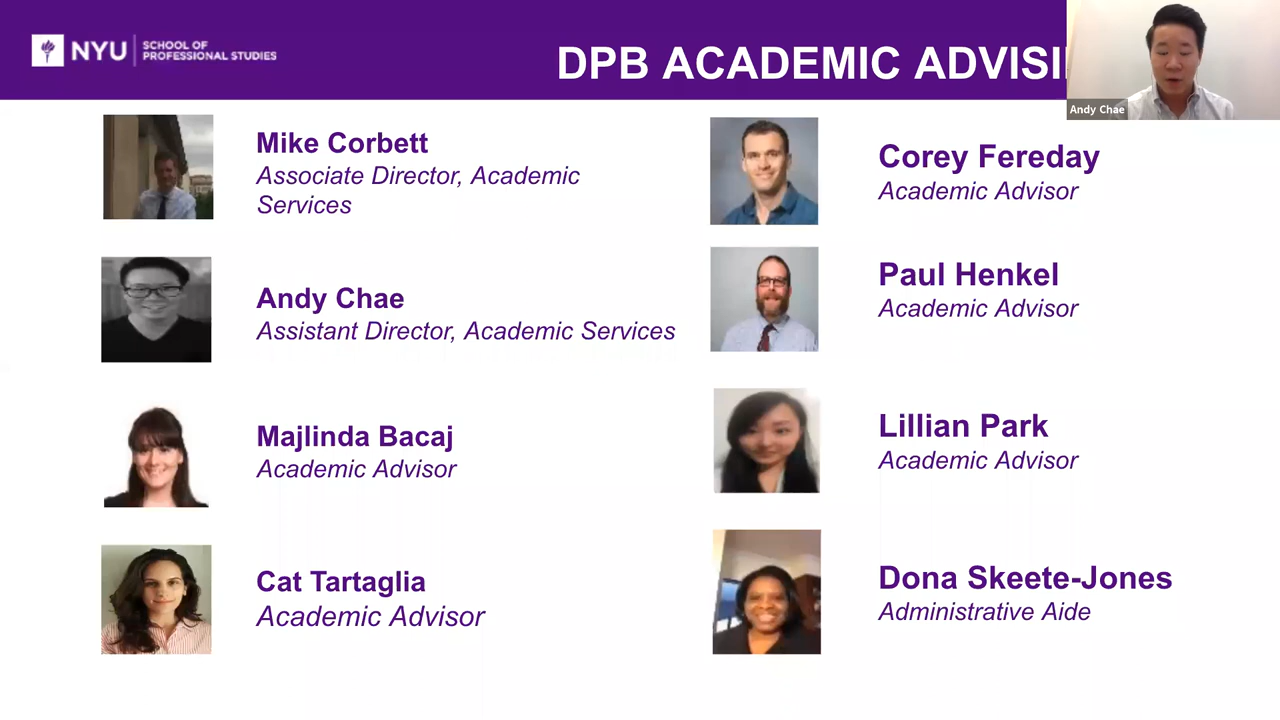 NYU
SCHOOL OF
PROFESSIONAL STUDIES
DPB ACADEMIC ADVISI
Andy Chae
Mike Corbett
Associate Director, Academic
Services
Andy Chae
Assistant Director, Academic Services
Majlinda Bacaj
Academic Advisor
Cat Tartaglia
Academic Advisor
Corey Fereday
Academic Advisor
Paul Henkel
Academic Advisor
Lillian Park
Academic Advisor
Dona Skeete-Jones
Administrative Aide